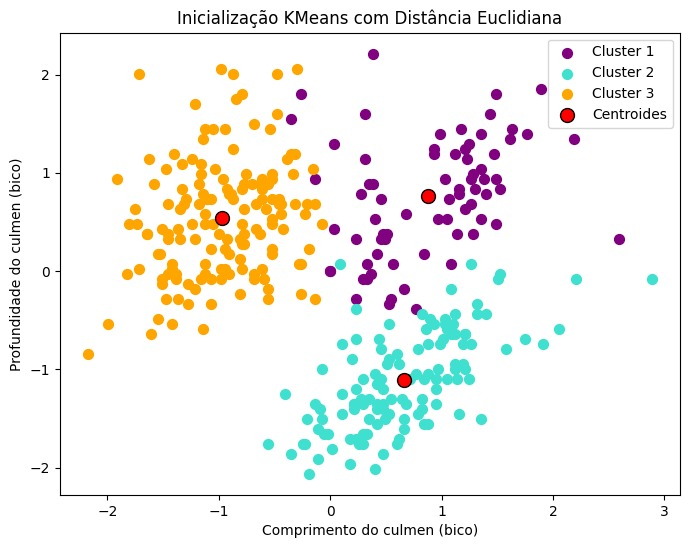 Inicialização KMeans com Distância Euclidiana
Cluster 1
Cluster 2
Cluster 3
Centroides
Profundidade do culmen (bico)
2
1
0
−1
−2
−2
−1
0
1
2
3
Comprimento do culmen (bico)